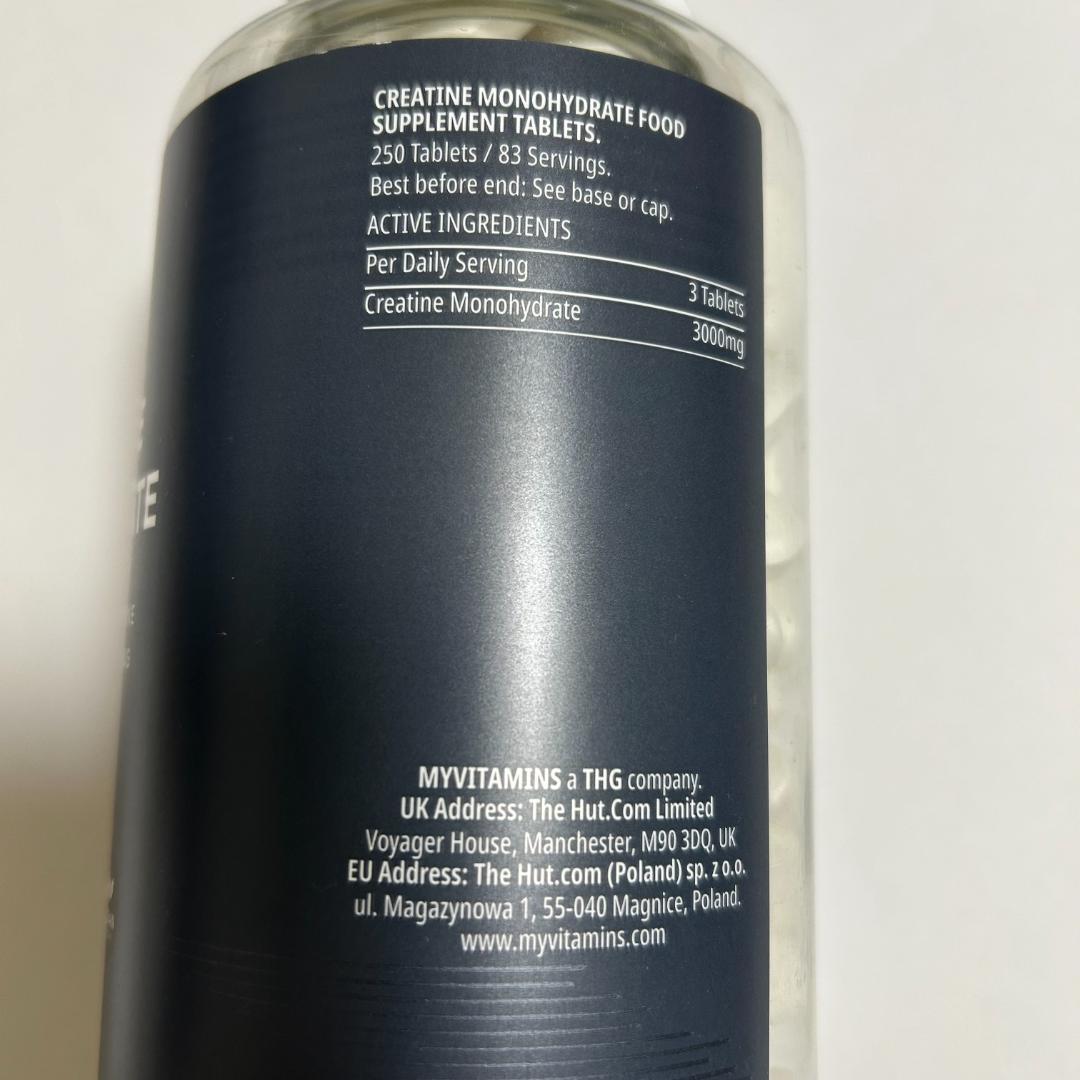 CREATINE MONOHYDRATE FOOD
SUPPLEMENT TABLETS.
250 Tablets / 83 Servings.
Best before end: See base or cap.
ACTIVE INGREDIENTS
Per Daily Serving 3 Tablets
Creatine Monohydrate 3000mg
TE
MYVITAMINS a THG company.
UK Address: The Hut.Com Limited
Voyager House, Manchester, M90 3DQ, UK
EU Address: The Hut.com (Poland) sp. z o.o.
ul. Magazynowa 1, 55-040 Magnice, Poland.
www.myvitamins.com